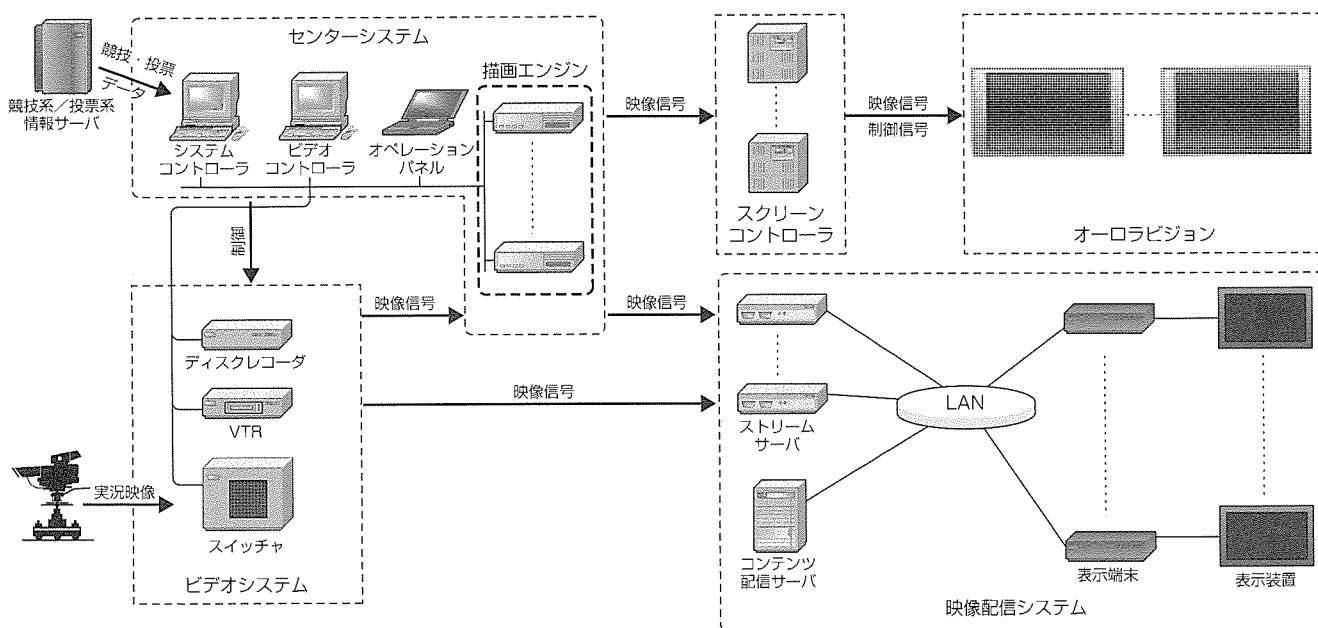 センターシステム
競技・投票
データ
競技系／投票系
情報サーバ
システム
コントローラ
ビデオ
コントローラ
オペレーション
パネル
描画エンジン
映像信号
スクリーン
コントローラ
映像信号
制御信号
オーロラビジョン
制御
映像信号
映像信号
ディスクレコーダ
VTR
映像信号
実況映像
スイッチャ
ビデオシステム
ストリーム
サーバ
LAN
コンテンツ
配信サーバ
表示端末
表示装置
映像配信システム